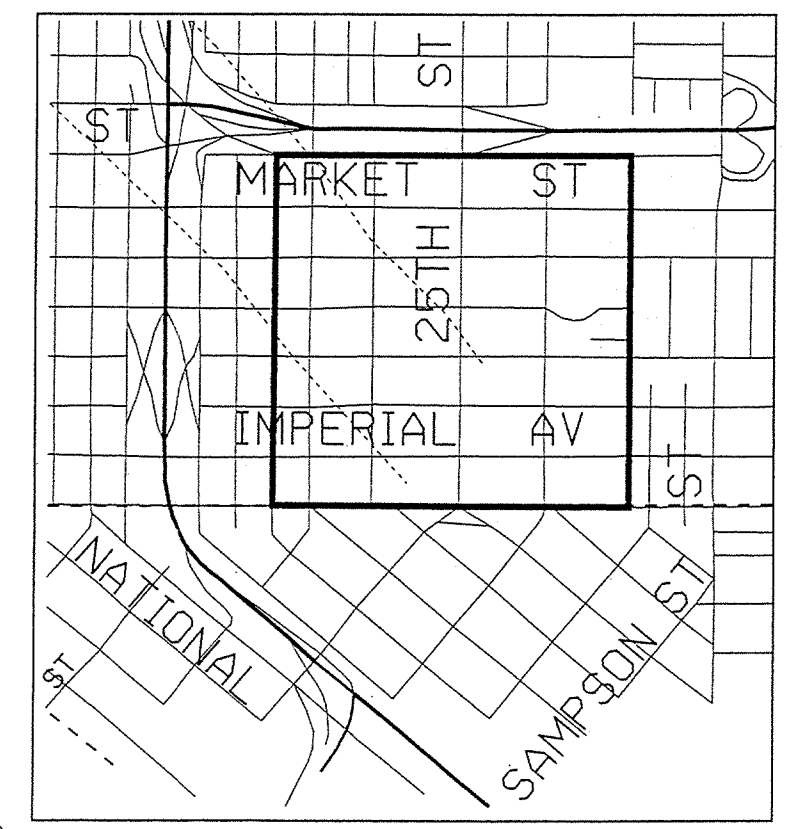 ST
ST
MARKET ST
25TH
IMPERIAL AV
ST
NATIONAL
ST
SAMPSON ST